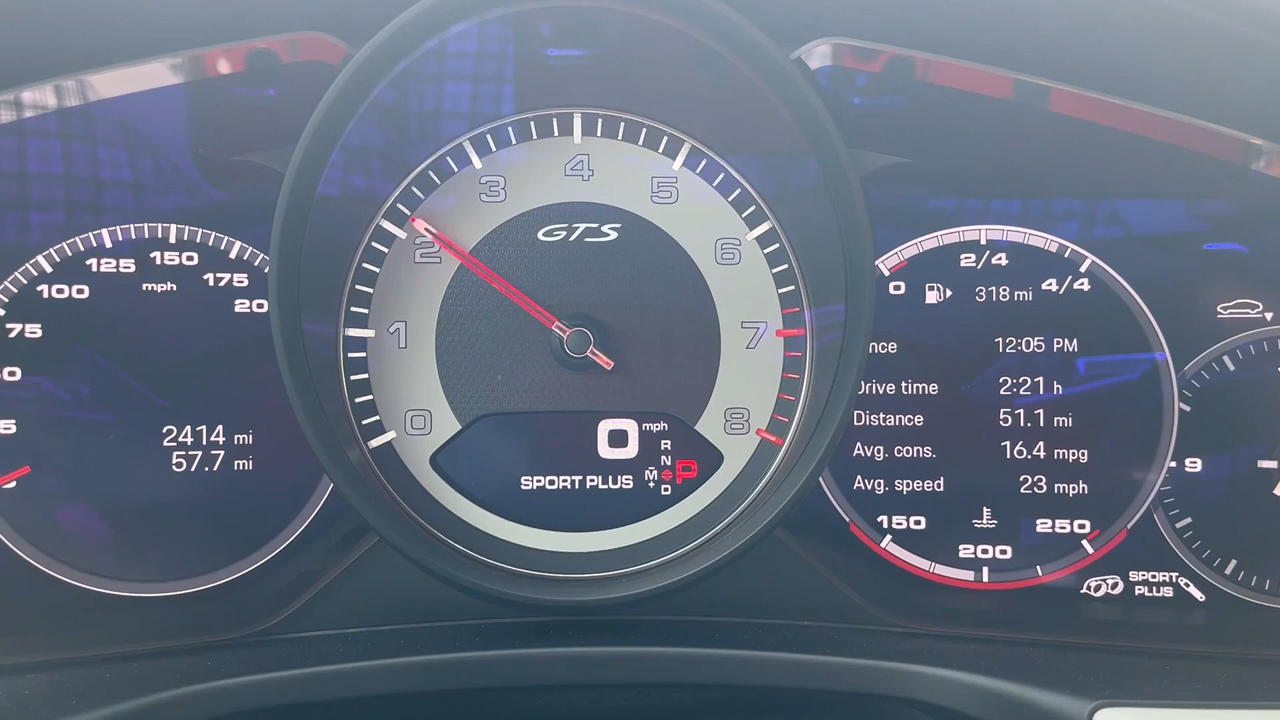 100 125 150 175
mph
75
2414 mi
57.7 mi
0 1 2 3 4 5 6 7 8
GTS
0 mph
SPORT PLUS
R
N
M
+
D
P
0 2/4 4/4
318 mi
12:05 PM
Drive time 2:21 h
Distance 51.1 mi
Avg. cons. 16.4 mpg
Avg. speed 23 mph
150 200 250
SPORT
PLUS
9